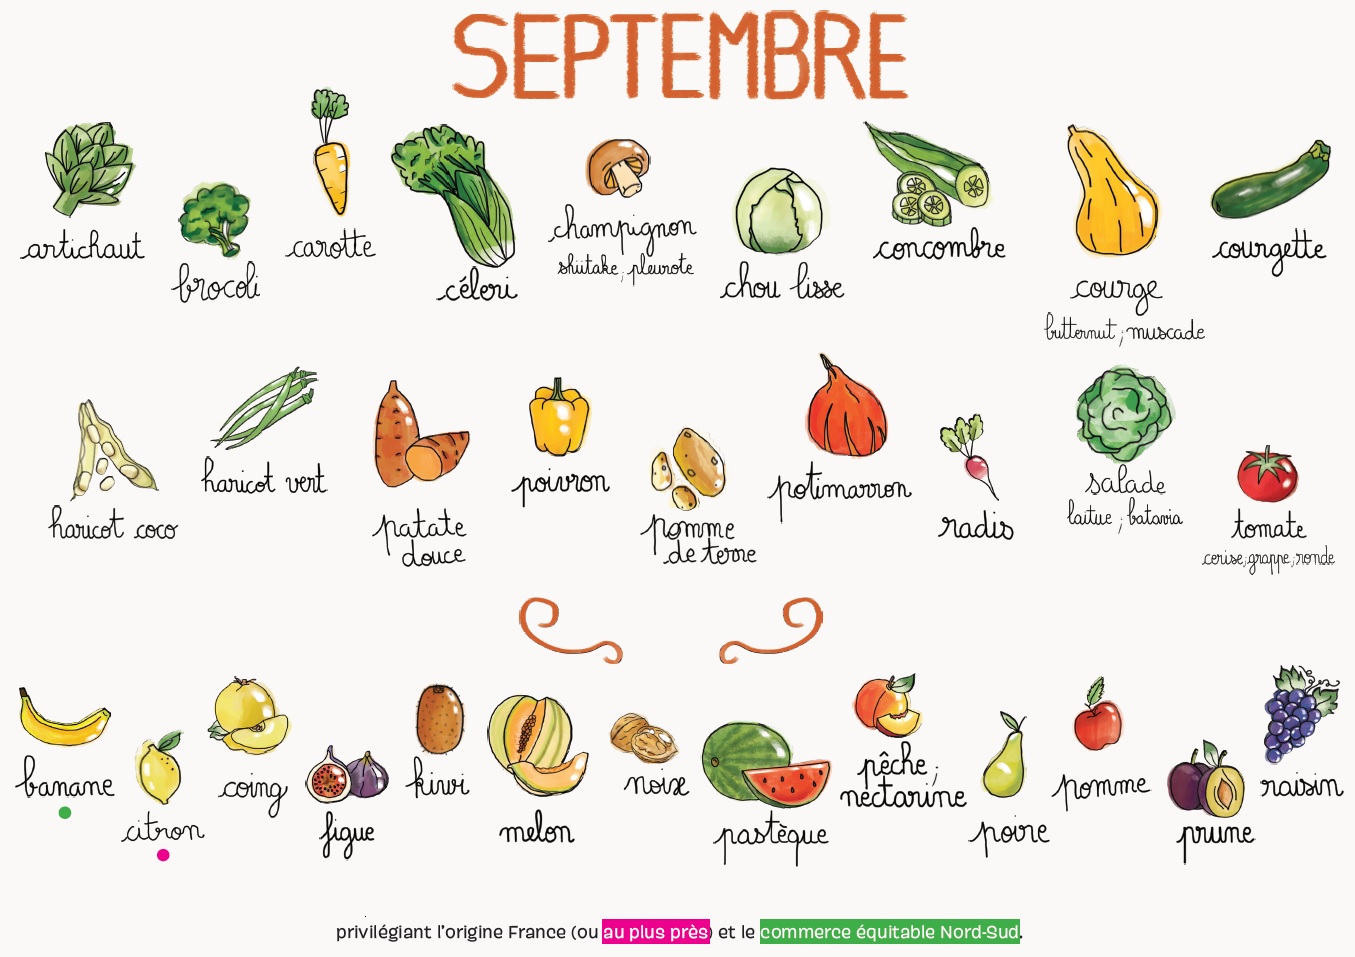 SEPTEMBRE
artichaut
brocoli
carotte
céleri
champignon
shiitake ; pleurote
chou lisse
concombre
courge
butternut ; muscade
courgette
haricot coco
haricot vert
patate
douce
poivron
pomme
de terre
potimarron
radis
salade
laitue ; batavia
tomate
cerise ; grappe ; ronde
banane
citron
coing
figue
kiwi
melon
noix
pastèque
pêche ;
nectarine
poire
pomme
prune
raisin
privilégiant l'origine France (ou au plus près) et le commerce équitable Nord-Sud.